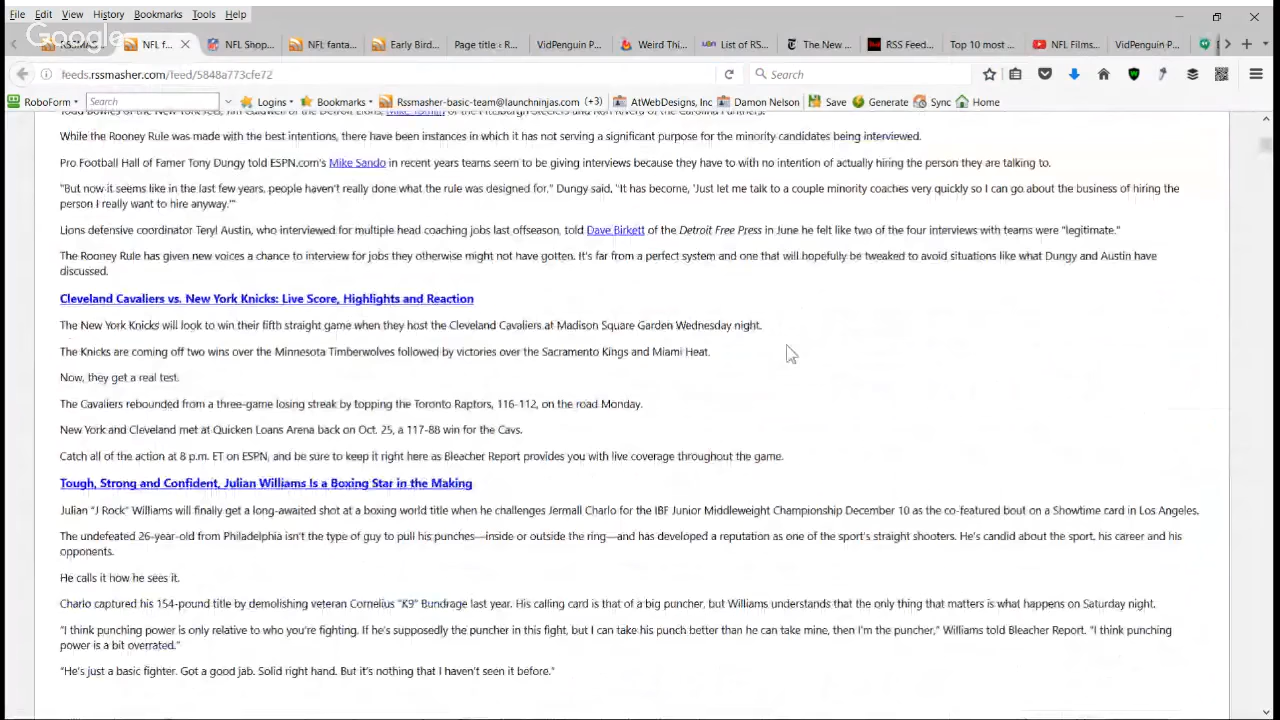 File Edit View History Bookmarks Tools Help
Google
NFL f... NFL Shop... NFL fanta... Early Bird... Page title ‹ R... VidPenguin P... Weird Thi... List of RS... The New ... RSS Feed... Top 10 most ... NFL Films... VidPenguin P...
feeds.rssmasher.com/feed/5848a773cfe72 Search
RoboForm Search Logins Bookmarks Rssmasher-basic-team@launchninjas.com (+3) AtWebDesigns, Inc Damon Nelson Save Generate Sync Home
While the Rooney Rule was made with the best intentions, there have been instances in which it has not serving a significant purpose for the minority candidates being interviewed.
Pro Football Hall of Famer Tony Dungy told ESPN.com's Mike Sando in recent years teams seem to be giving interviews because they have to with no intention of actually hiring the person they are talking to.
"But now it seems like in the last few years, people haven't really done what the rule was designed for," Dungy said, "It has become, 'Just let me talk to a couple minority coaches very quickly so I can go about the business of hiring the
person I really want to hire anyway.'"
Lions defensive coordinator Teryl Austin, who interviewed for multiple head coaching jobs last offseason, told Dave Birkett of the Detroit Free Press in June he felt like two of the four interviews with teams were "legitimate."
The Rooney Rule has given new voices a chance to interview for jobs they otherwise might not have gotten. It's far from a perfect system and one that will hopefully be tweaked to avoid situations like what Dungy and Austin have
discussed.
Cleveland Cavaliers vs. New York Knicks: Live Score, Highlights and Reaction
The New York Knicks will look to win their fifth straight game when they host the Cleveland Cavaliers at Madison Square Garden Wednesday night.
The Knicks are coming off two wins over the Minnesota Timberwolves followed by victories over the Sacramento Kings and Miami Heat.
Now, they get a real test.
The Cavaliers rebounded from a three-game losing streak by topping the Toronto Raptors, 116-112, on the road Monday.
New York and Cleveland met at Quicken Loans Arena back on Oct. 25, a 117-88 win for the Cavs.
Catch all of the action at 8 p.m. ET on ESPN, and be sure to keep it right here as Bleacher Report provides you with live coverage throughout the game.
Tough, Strong and Confident, Julian Williams Is a Boxing Star in the Making
Julian "J Rock" Williams will finally get a long-awaited shot at a boxing world title when he challenges Jermall Charlo for the IBF Junior Middleweight Championship December 10 as the co-featured bout on a Showtime card in Los Angeles.
The undefeated 26-year-old from Philadelphia isn't the type of guy to pull his punches—inside or outside the ring—and has developed a reputation as one of the sport's straight shooters. He's candid about the sport, his career and his
opponents.
He calls it how he sees it.
Charlo captured his 154-pound title by demolishing veteran Cornelius "K9" Bundrage last year. His calling card is that of a big puncher, but Williams understands that the only thing that matters is what happens on Saturday night.
"I think punching power is only relative to who you're fighting. If he's supposedly the puncher in this fight, but I can take his punch better than he can take mine, then I'm the puncher," Williams told Bleacher Report. "I think punching
power is a bit overrated."
"He's just a basic fighter. Got a good jab. Solid right hand. But it's nothing that I haven't seen it before."